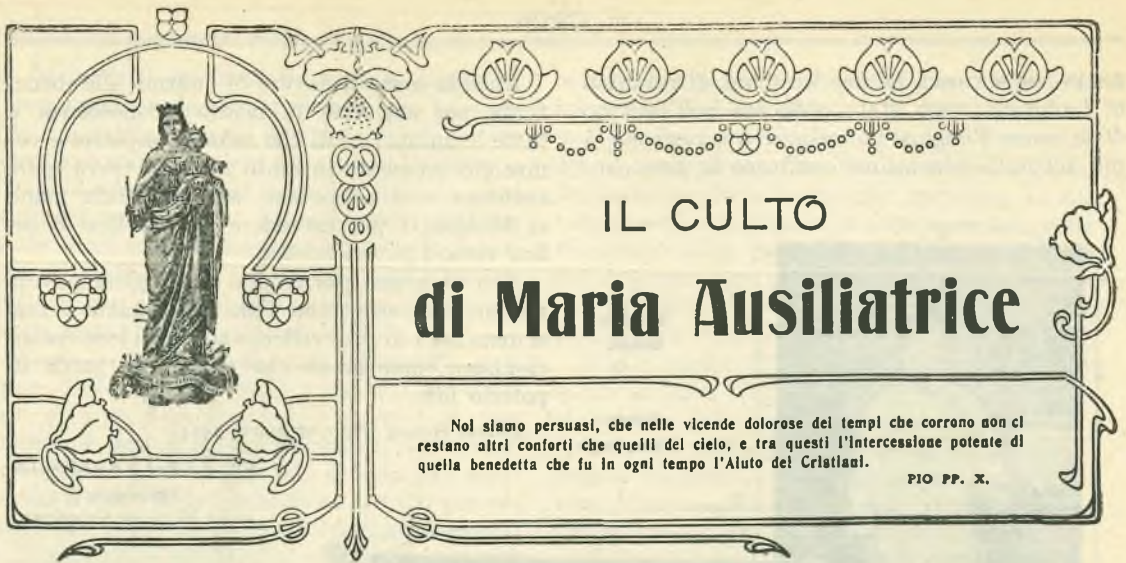 IL CULTO
di Maria Ausiliatrice
Noi siamo persuasi, che nelle vicende dolorose dei tempi che corrono non ci
restano altri conforti che quelli del cielo, e tra questi l'intercessione potente di
quella benedetta che fu in ogni tempo l'Aiuto dei Cristiani.
PIO PP. X.